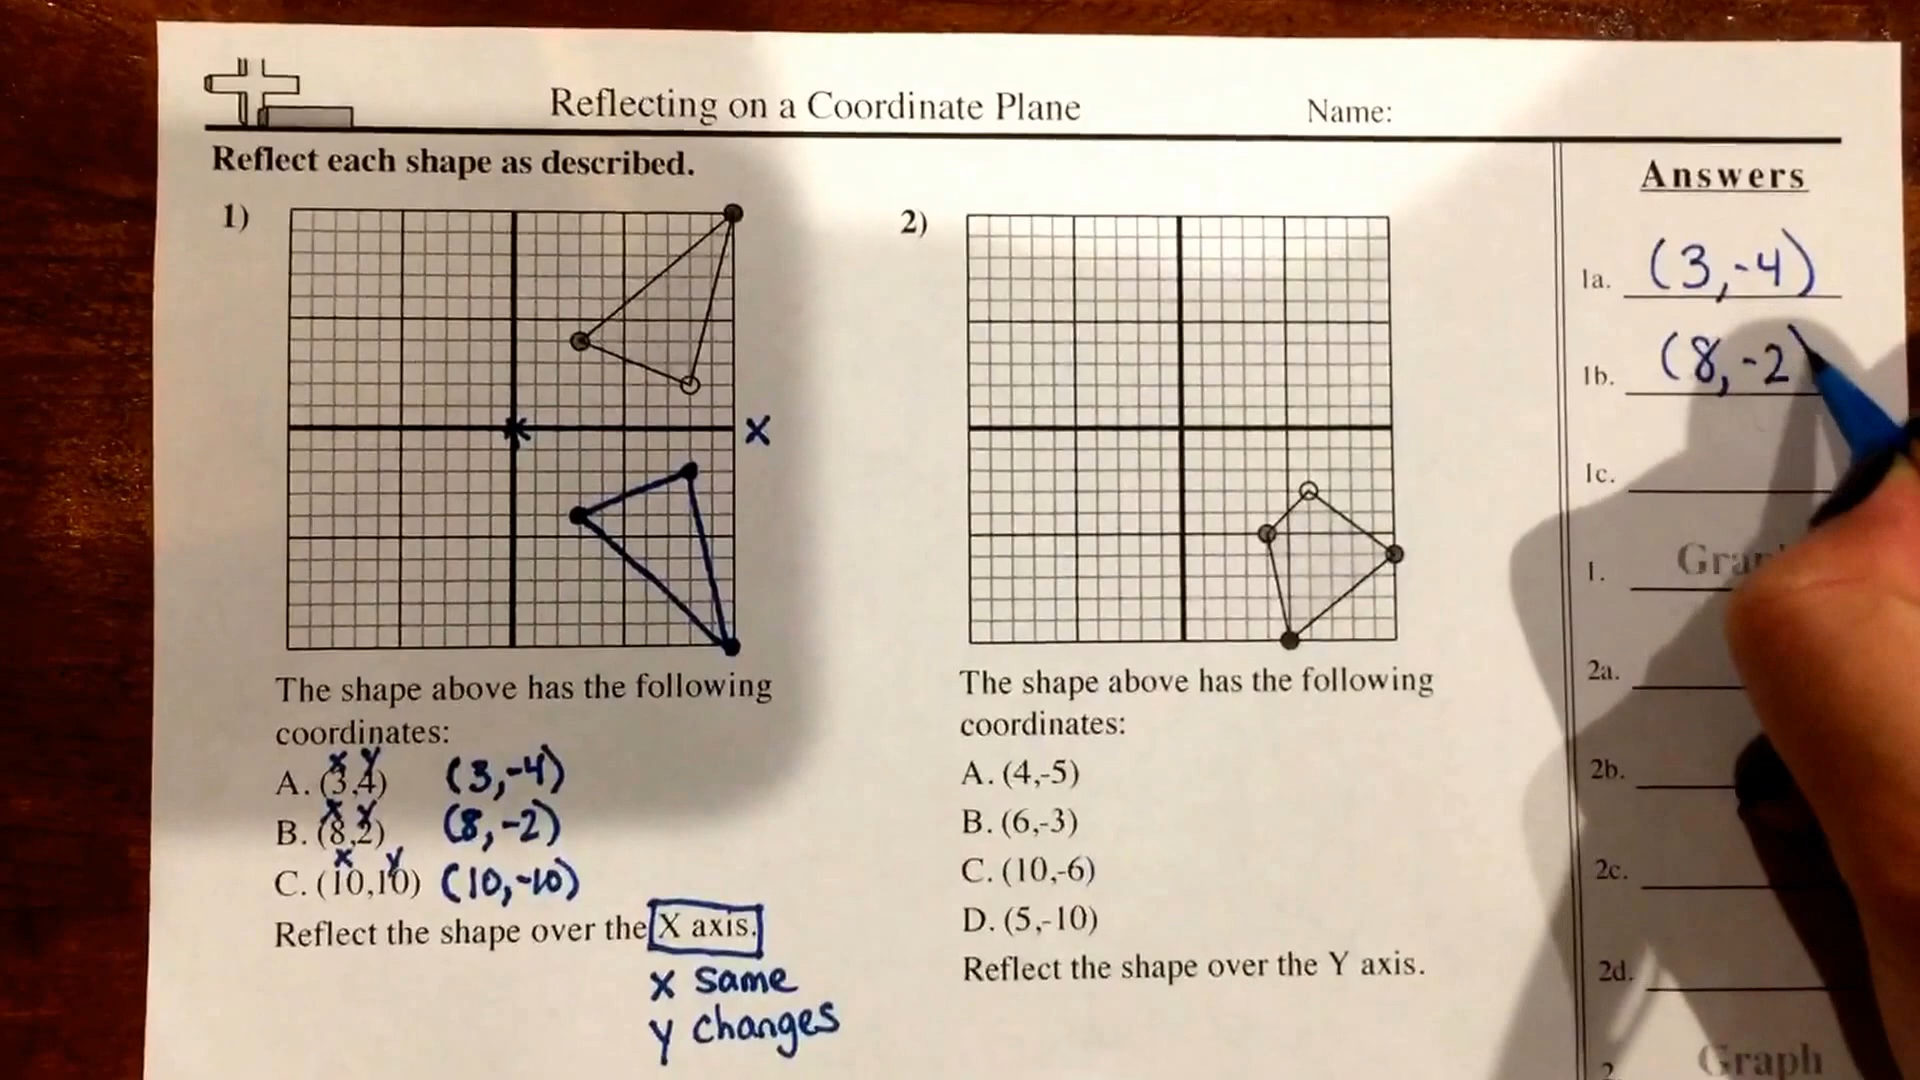 Reflecting on a Coordinate Plane
Name:
Reflect each shape as described.
1)
X
The shape above has the following
coordinates:
x y
A. (3,4) (3,-4)
x y
B. (8,2) (8,-2)
x y
C. (10,10) (10,-10)
Reflect the shape over the X axis.
x same
y changes
2)
The shape above has the following
coordinates:
A. (4,-5)
B. (6,-3)
C. (10,-6)
D. (5,-10)
Reflect the shape over the Y axis.
Answers
1a. (3,-4)
1b. (8,-2)
1c.
1.
2a.
2b.
2c.
2d.
2.
Graph